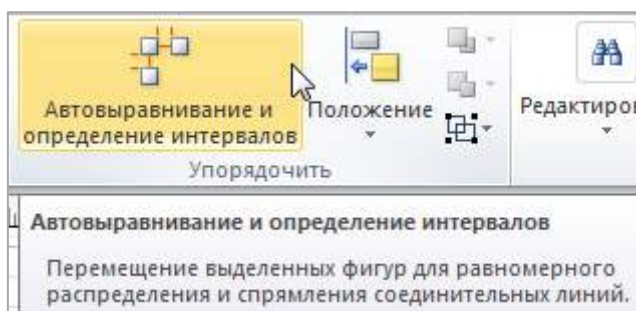 Автовыравнивание и
определение интервалов
Положение
Упорядочить
Автовыравнивание и определение интервалов
Перемещение выделенных фигур для равномерного
распределения и спрямления соединительных линий.